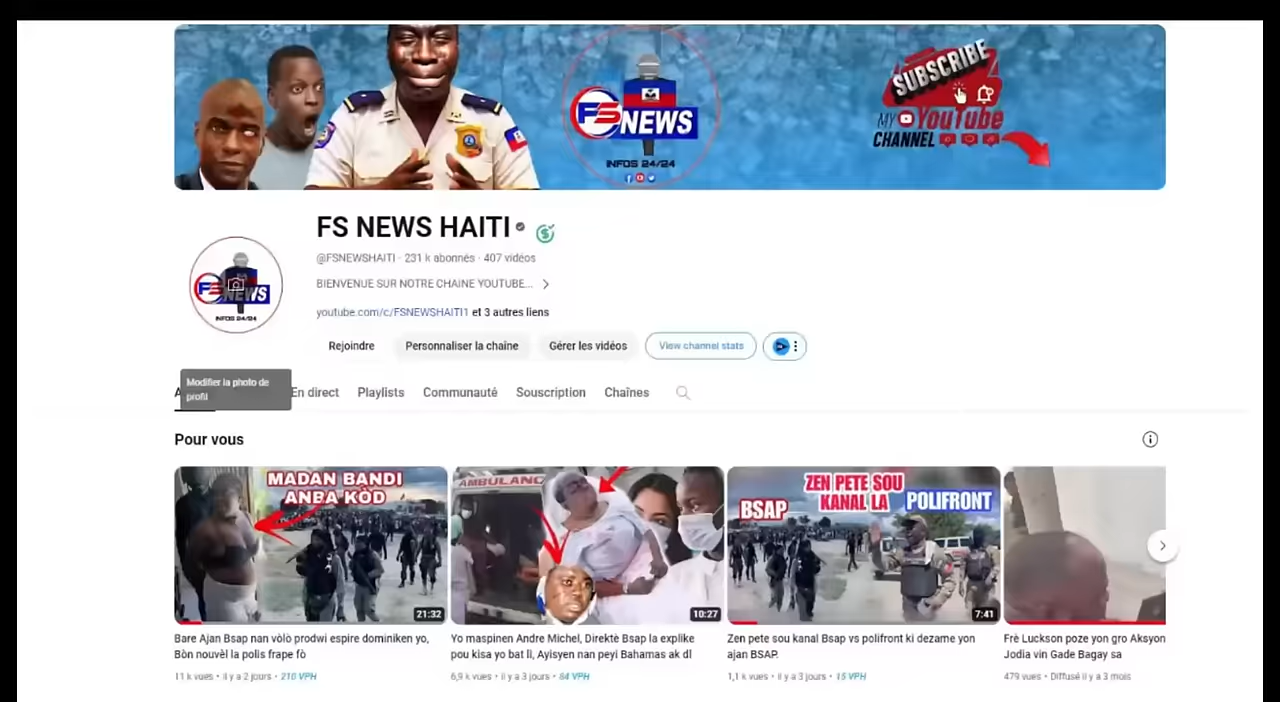 SUBSCRIBE
MY YouTube
CHANNEL
FS NEWS
INFOS 24/24
FS NEWS HAITI
@FSNEWSHAITI · 231 k abonnés · 407 vidéos
BIENVENUE SUR NOTRE CHAINE YOUTUBE...
FS NEWS
INFOS 24/24
youtube.com/c/FSNEWSHAITI1 et 3 autres liens
Rejoindre Personnaliser la chaîne Gérer les vidéos View channel stats
Modifier la photo de
profil
En direct Playlists Communauté Souscription Chaînes
Pour vous
MADAN BANDI
ANBA KÒD
21:32
AMBULANC
10:27
ZEN PETE SOU
KANAL LA
BSAP
POLIFRONT
7:41
Bare Ajan Bsap nan vòlò prodwi espire dominiken yo,
Bòn nouvèl la polis frape fò
11 k vues • il y a 2 jours • 210 VPH
Yo maspinen Andre Michel, Direktè Bsap la explike
pou kisa yo bat li, Ayisyen nan peyi Bahamas ak dl
6,9 k vues • il y a 3 jours • 84 VPH
Zen pete sou kanal Bsap vs polifront ki dezame yon
ajan BSAP.
1,1 k vues • il y a 3 jours • 15 VPH
Frè Luckson poze yon gro Aksyon
Jodia vin Gade Bagay sa
479 vues • Diffusé il y a 3 mois